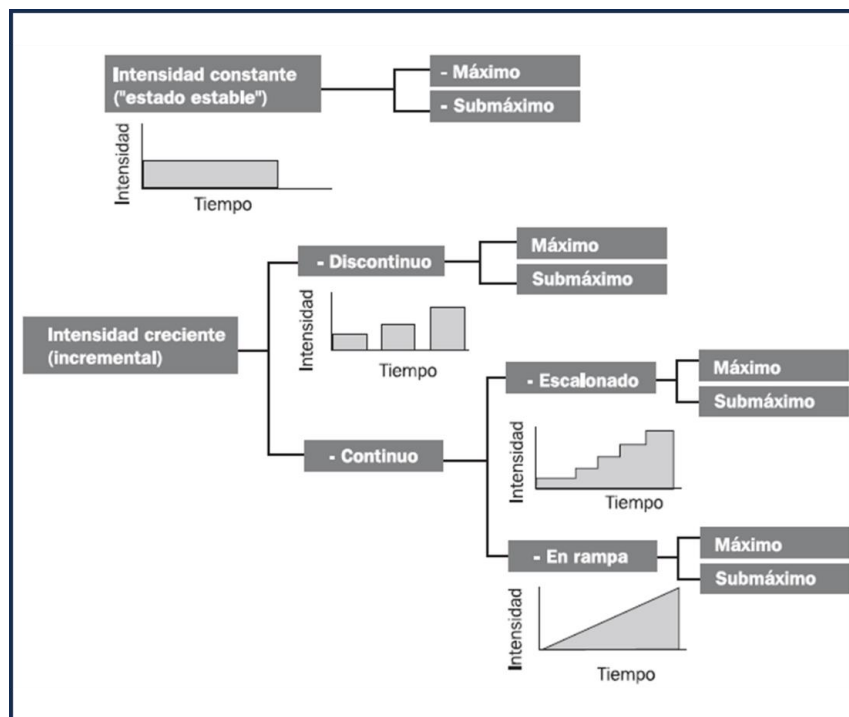 Intensidad constante
("estado estable")
- Máximo
- Submáximo
Intensidad
Tiempo
- Discontinuo
Máximo
Submáximo
Intensidad
Tiempo
Intensidad creciente
(incremental)
- Escalonado
Máximo
Submáximo
Intensidad
Tiempo
- Continuo
- En rampa
Máximo
Submáximo
Intensidad
Tiempo